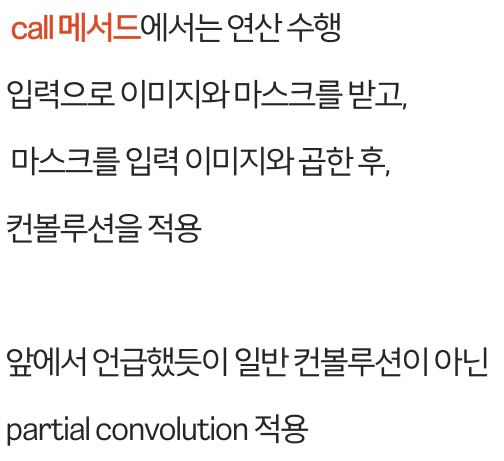 call 메서드에서는 연산 수행
입력으로 이미지와 마스크를 받고,
마스크를 입력 이미지와 곱한 후,
컨볼루션을 적용
앞에서 언급했듯이 일반 컨볼루션이 아닌
partial convolution 적용